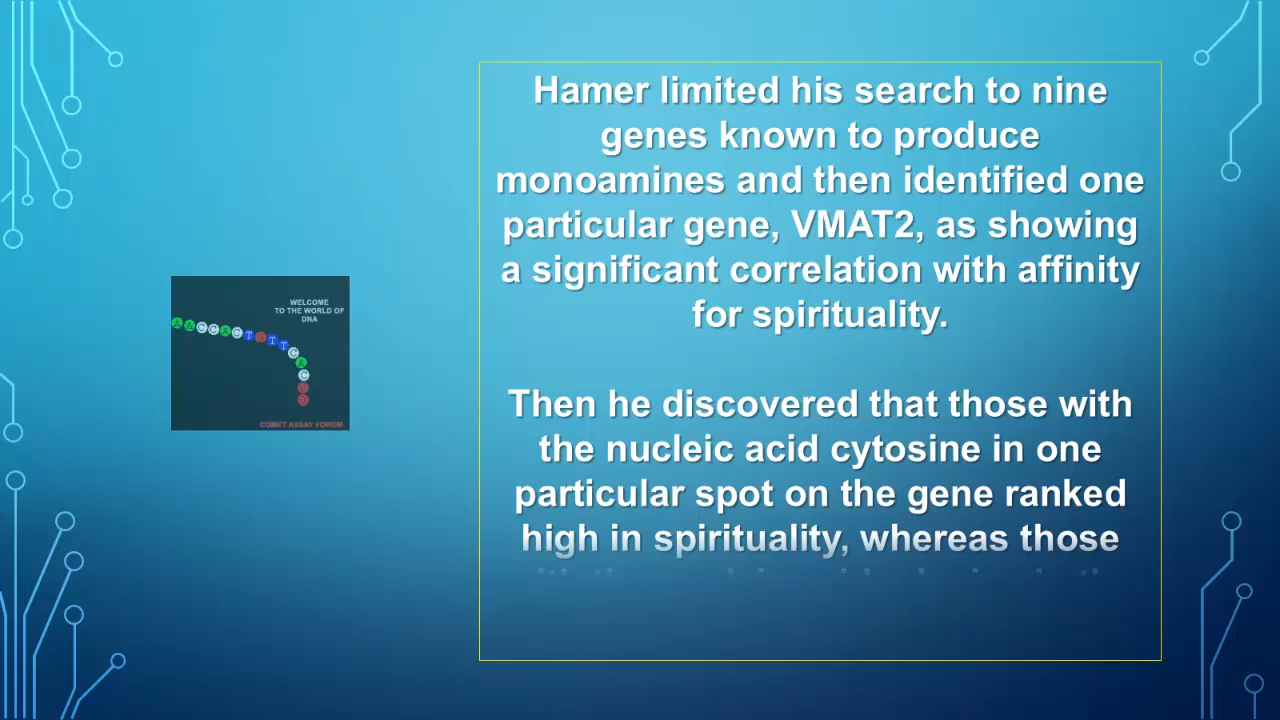 Hamer limited his search to nine
genes known to produce
monoamines and then identified one
particular gene, VMAT2, as showing
a significant correlation with affinity
for spirituality.
Then he discovered that those with
the nucleic acid cytosine in one
particular spot on the gene ranked
high in spirituality, whereas those
WELCOME
TO THE WORLD OF
DNA
A A C C A C T G T T C A C G G
COMET ASSAY FORUM